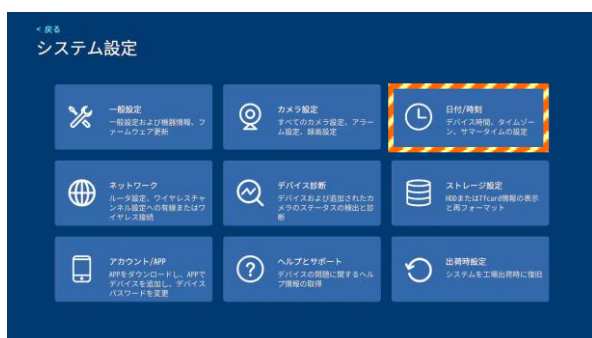 < 戻る
システム設定
一般設定
一般設定および機器情報、フ
ァームウェア更新
カメラ設定
すべてのカメラ設定、アラー
ム設定、録画設定
日付/時刻
デバイス時間、タイムゾー
ン、サマータイムの設定
ネットワーク
ルータ設定、ワイヤレスチャ
ンネル設定への有線またはワ
イヤレス接続
デバイス診断
デバイスおよび追加されたカ
メラのステータスの検出と診
断
ストレージ設定
HDDまたはTfcard情報の表示
と再フォーマット
アカウント/APP
APPをダウンロードし、APPで
デバイスを追加し、デバイス
パスワードを変更
ヘルプとサポート
デバイスの問題に関するヘル
プ情報の取得
出荷時設定
システムを工場出荷時に復旧